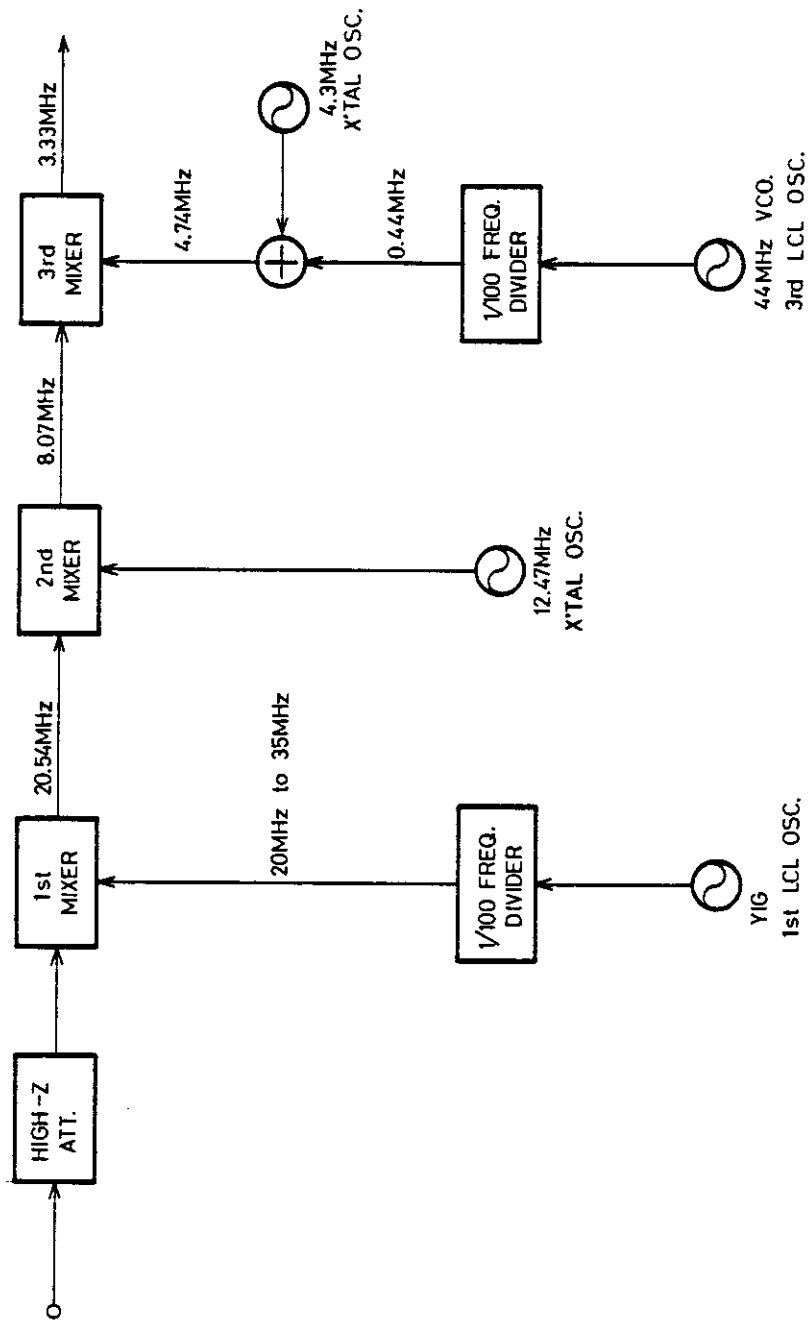 HIGH-Z
ATT.
1st
MIXER
20.54MHz
2nd
MIXER
8.07MHz
3rd
MIXER
3.33MHz
20MHz to 35MHz
4.74MHz
4.3MHz
X'TAL OSC.
0.44MHz
1/100 FREQ.
DIVIDER
1/100 FREQ.
DIVIDER
YIG
1st LCL OSC.
12.47MHz
X'TAL OSC.
44MHz VCO.
3rd LCL OSC.